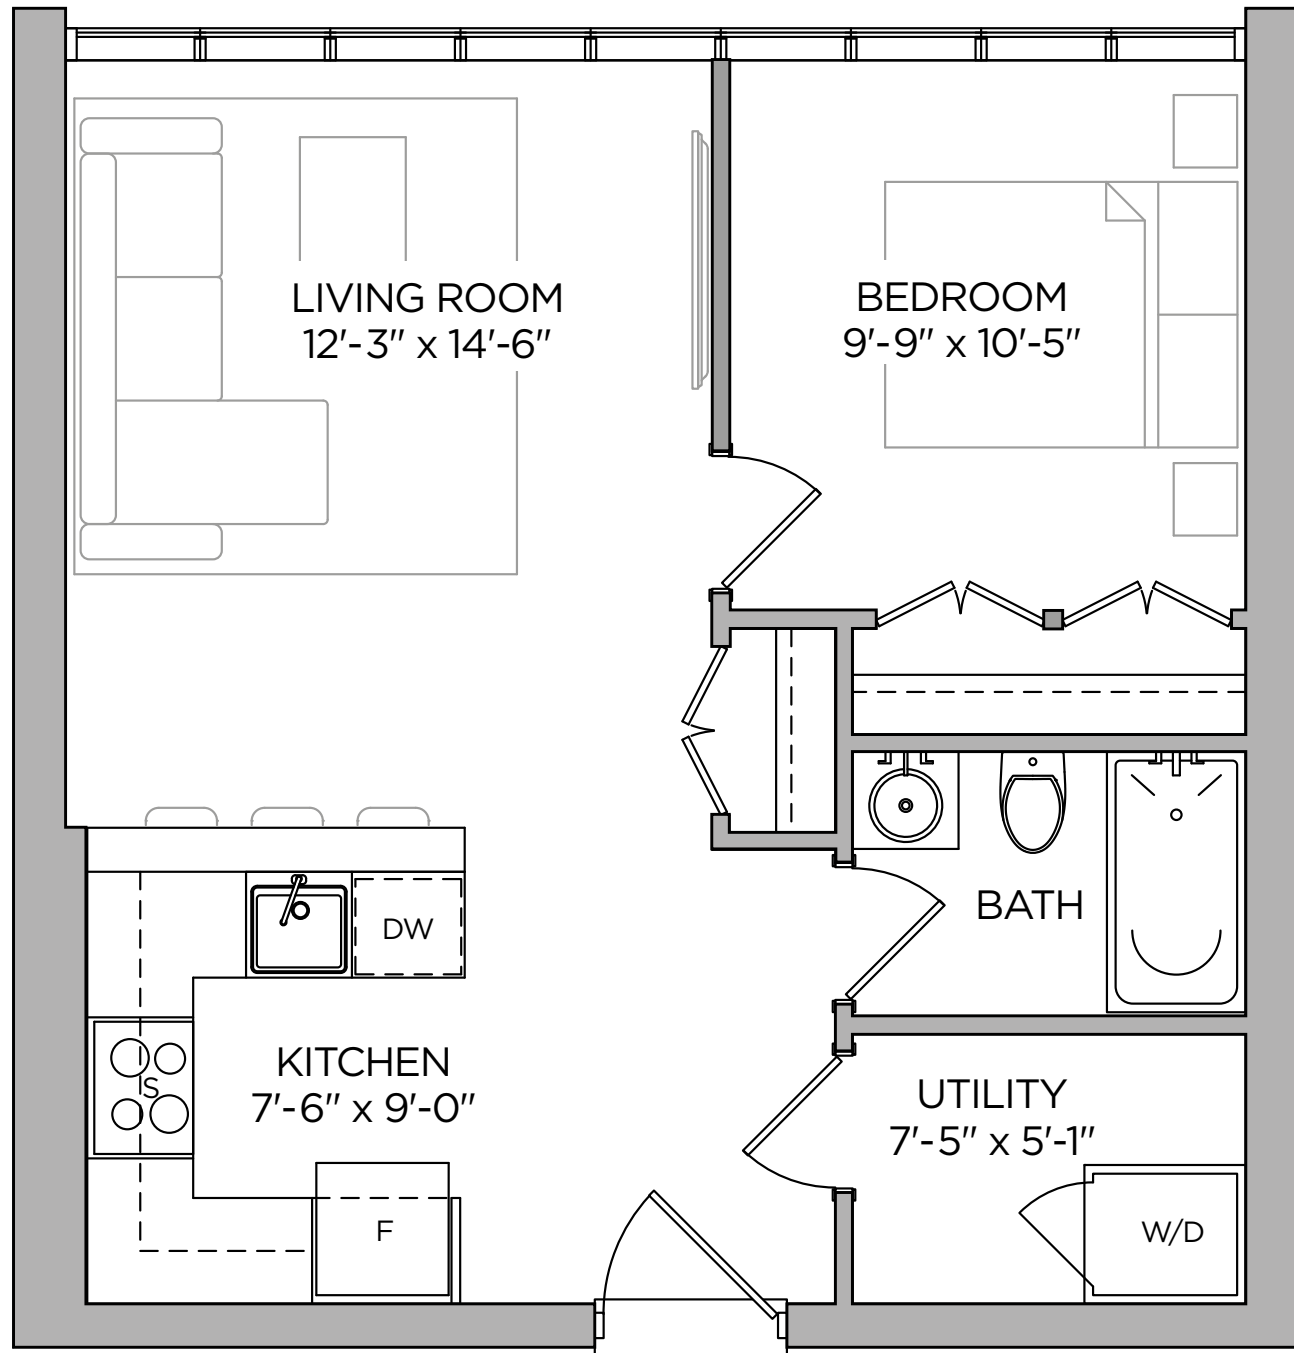 LIVING ROOM
12'-3" x 14'-6"
BEDROOM
9'-9" x 10'-5"
DW
BATH
KITCHEN
7'-6" x 9'-0"
S
UTILITY
7'-5" x 5'-1"
F
W/D